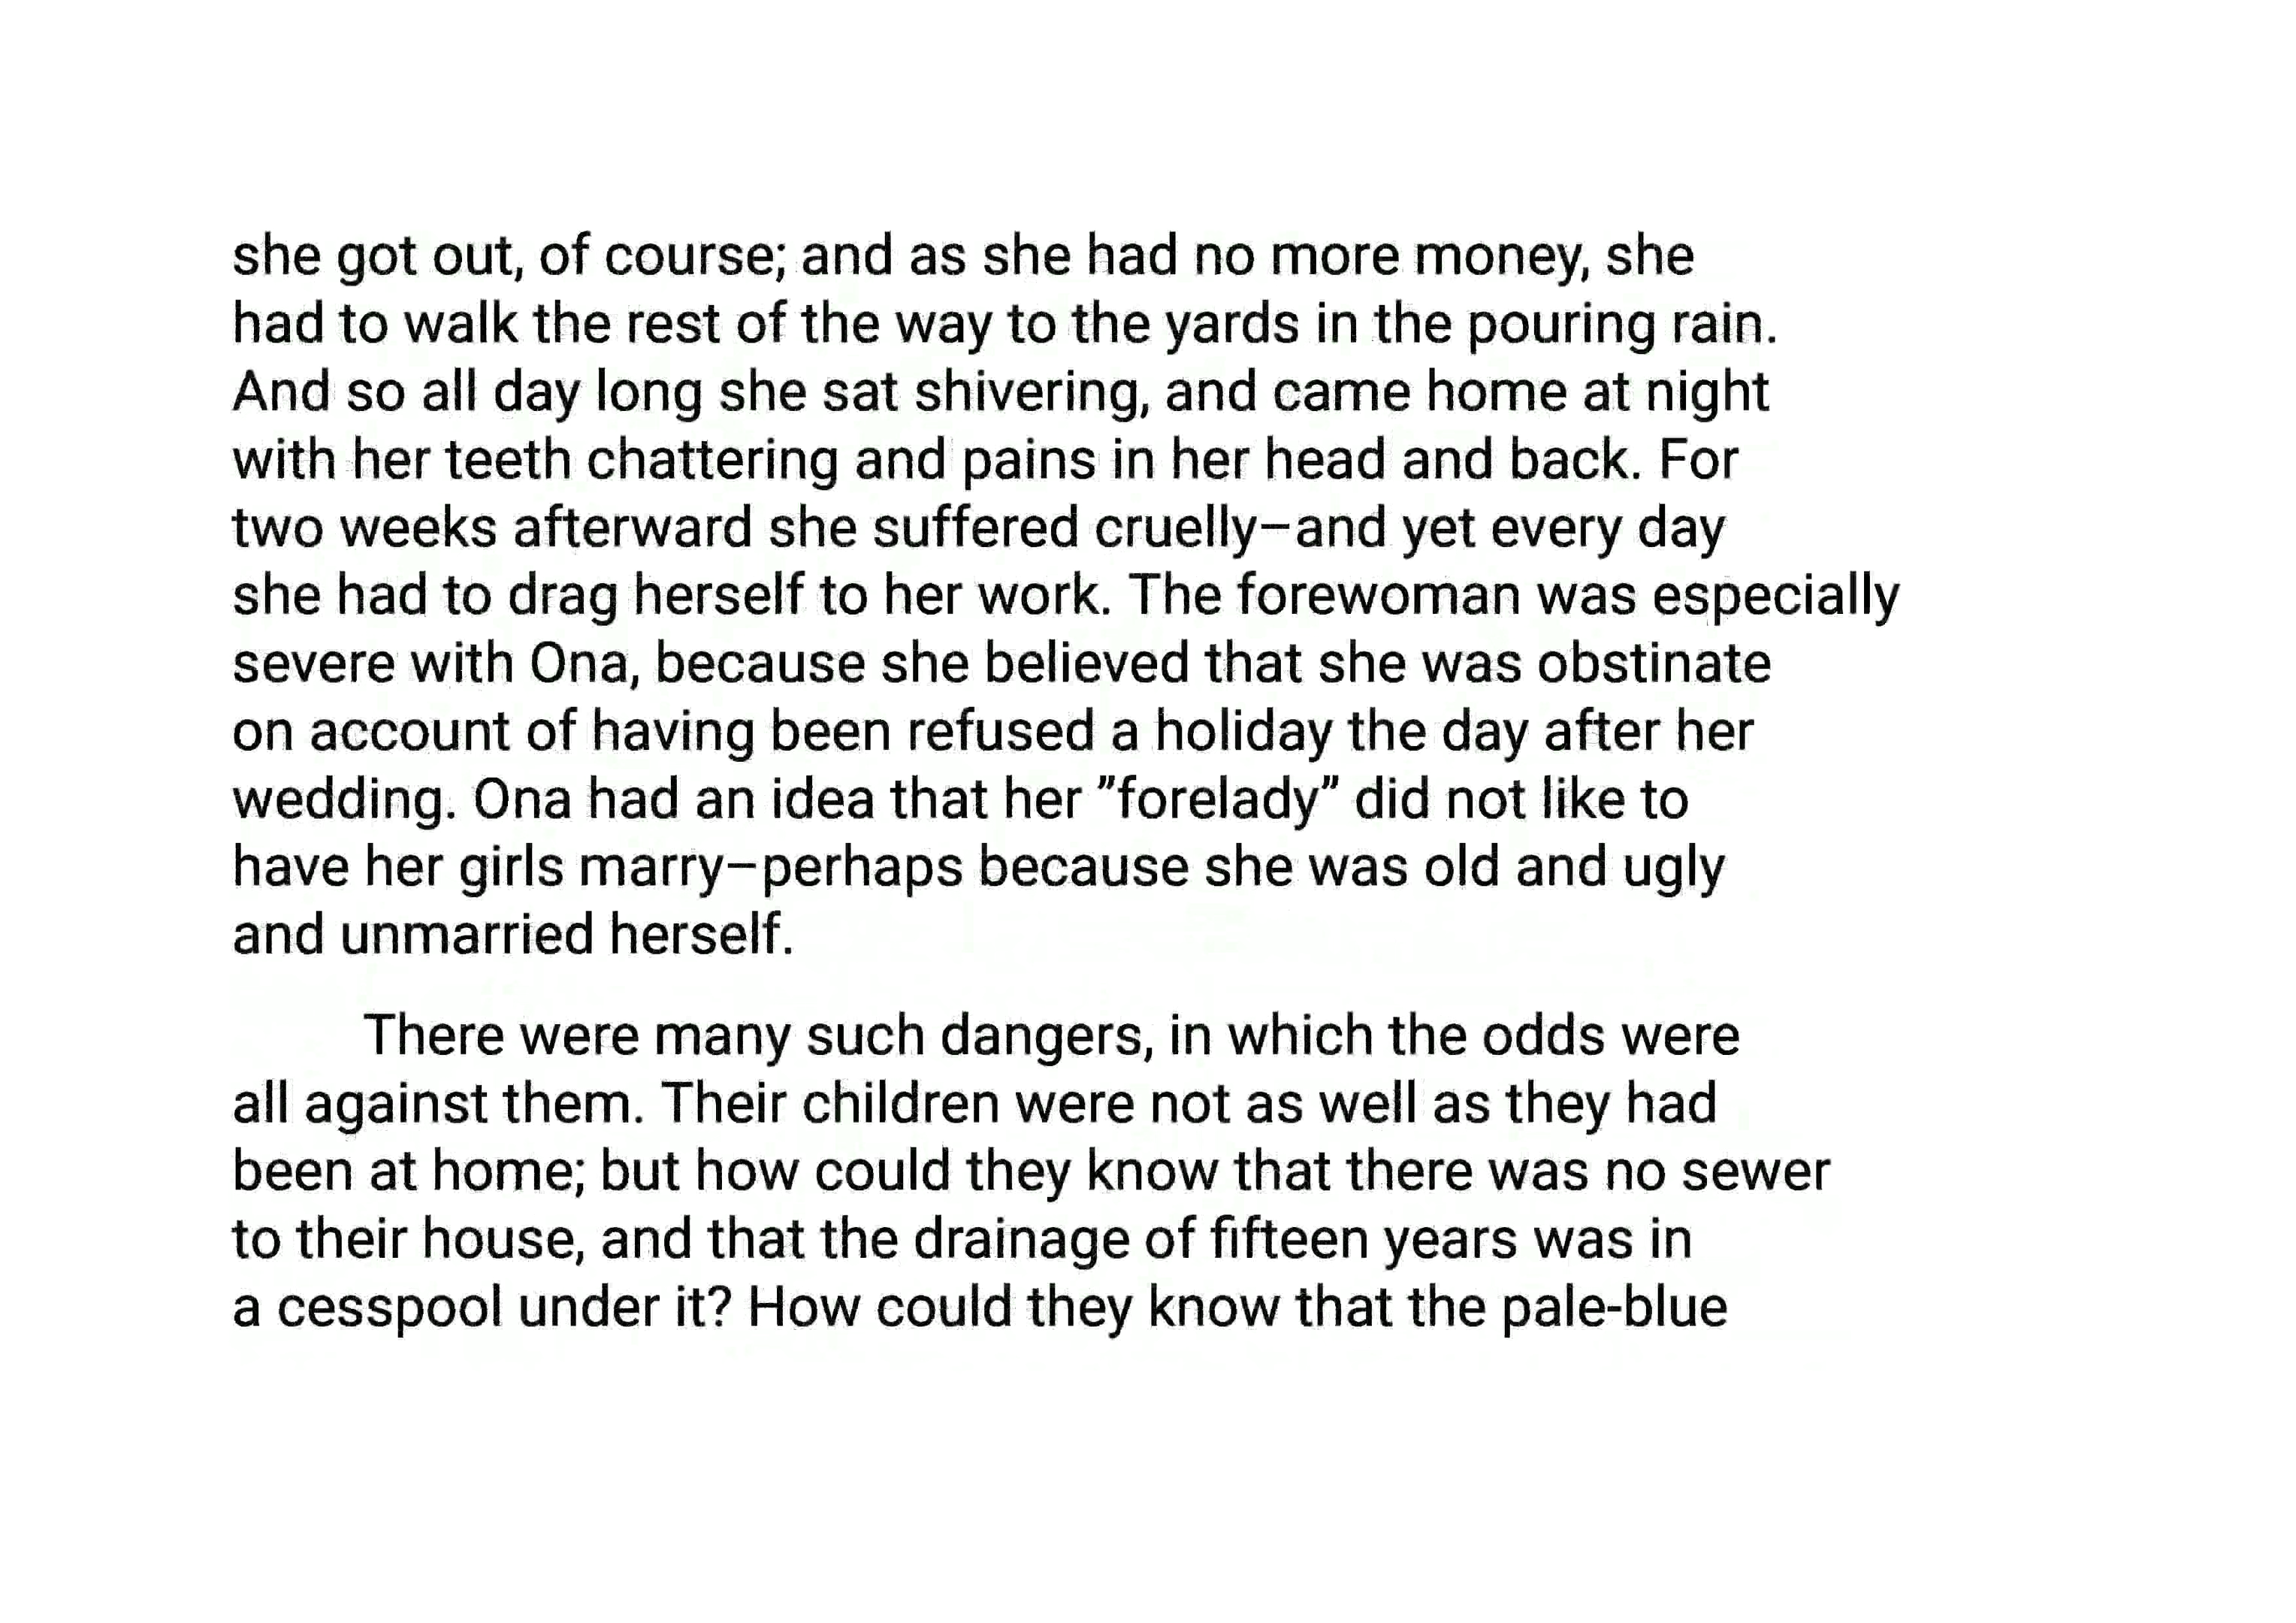 she got out, of course; and as she had no more money, she
had to walk the rest of the way to the yards in the pouring rain.
And so all day long she sat shivering, and came home at night
with her teeth chattering and pains in her head and back. For
two weeks afterward she suffered cruelly–and yet every day
she had to drag herself to her work. The forewoman was especially
severe with Ona, because she believed that she was obstinate
on account of having been refused a holiday the day after her
wedding. Ona had an idea that her ”forelady” did not like to
have her girls marry–perhaps because she was old and ugly
and unmarried herself.
There were many such dangers, in which the odds were
all against them. Their children were not as well as they had
been at home; but how could they know that there was no sewer
to their house, and that the drainage of fifteen years was in
a cesspool under it? How could they know that the pale-blue